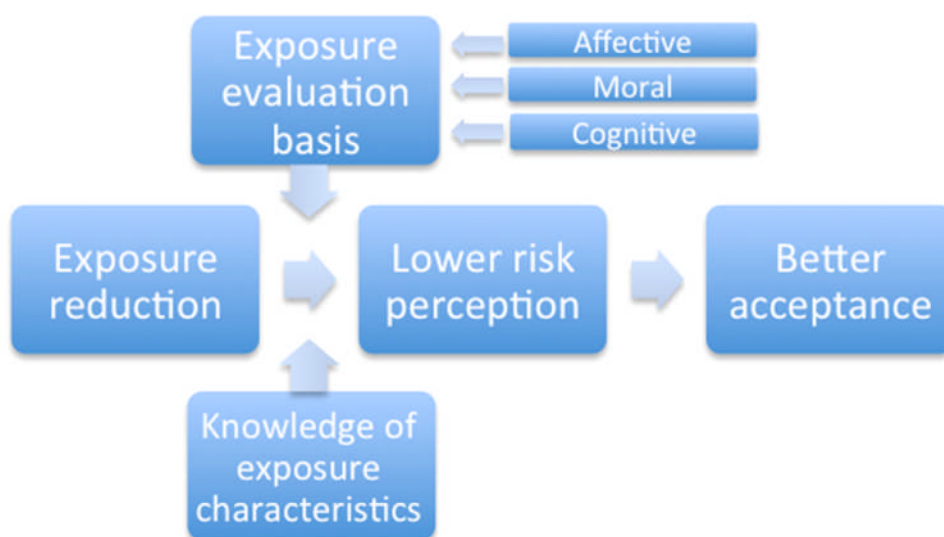 Exposure
evaluation
basis
Affective
Moral
Cognitive
Exposure
reduction
Lower risk
perception
Better
acceptance
Knowledge of
exposure
characteristics